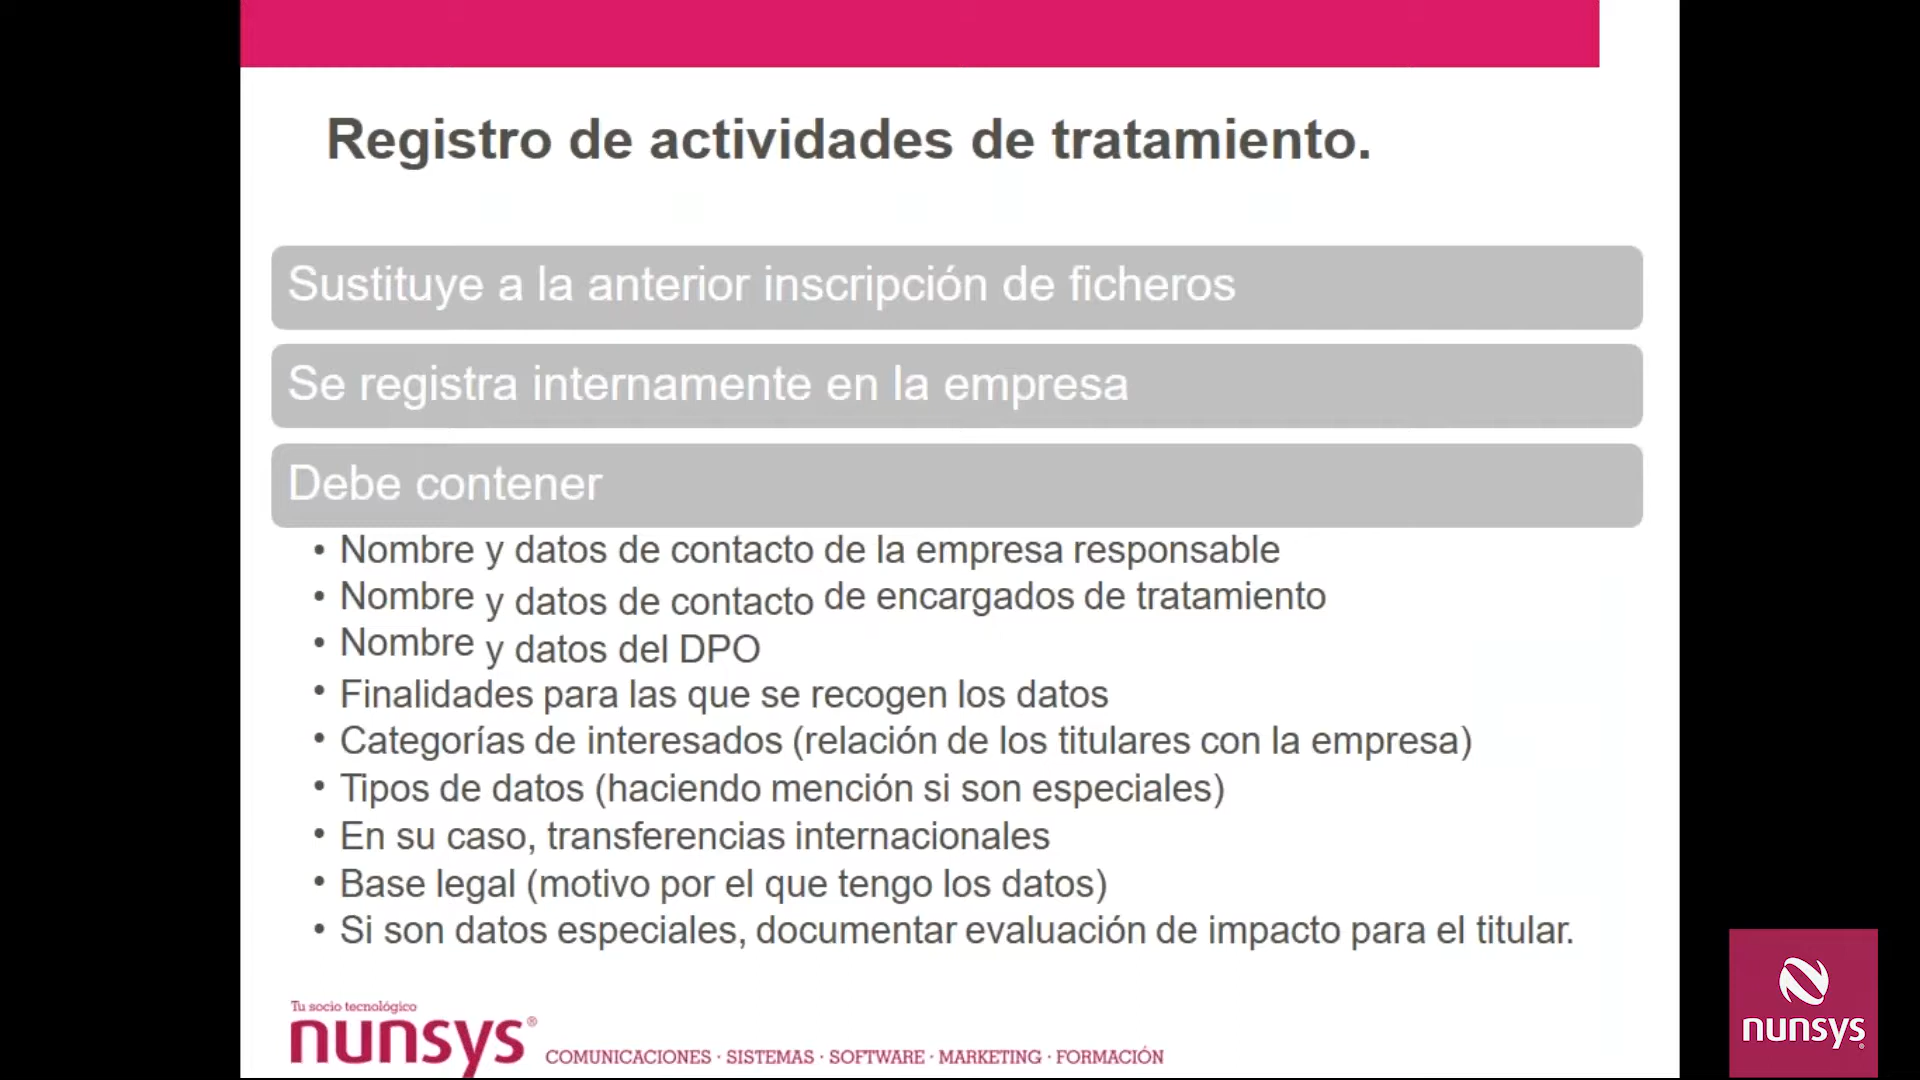 Registro de actividades de tratamiento.
Sustituye a la anterior inscripción de ficheros
Se registra internamente en la empresa
Debe contener
• Nombre y datos de contacto de la empresa responsable
• Nombre y datos de contacto de encargados de tratamiento
• Nombre y datos del DPO
• Finalidades para las que se recogen los datos
• Categorías de interesados (relación de los titulares con la empresa)
• Tipos de datos (haciendo mención si son especiales)
• En su caso, transferencias internacionales
• Base legal (motivo por el que tengo los datos)
• Si son datos especiales, documentar evaluación de impacto para el titular.
Tu socio tecnológico
nunsys®
COMUNICACIONES · SISTEMAS · SOFTWARE · MARKETING · FORMACIÓN
nunsys®